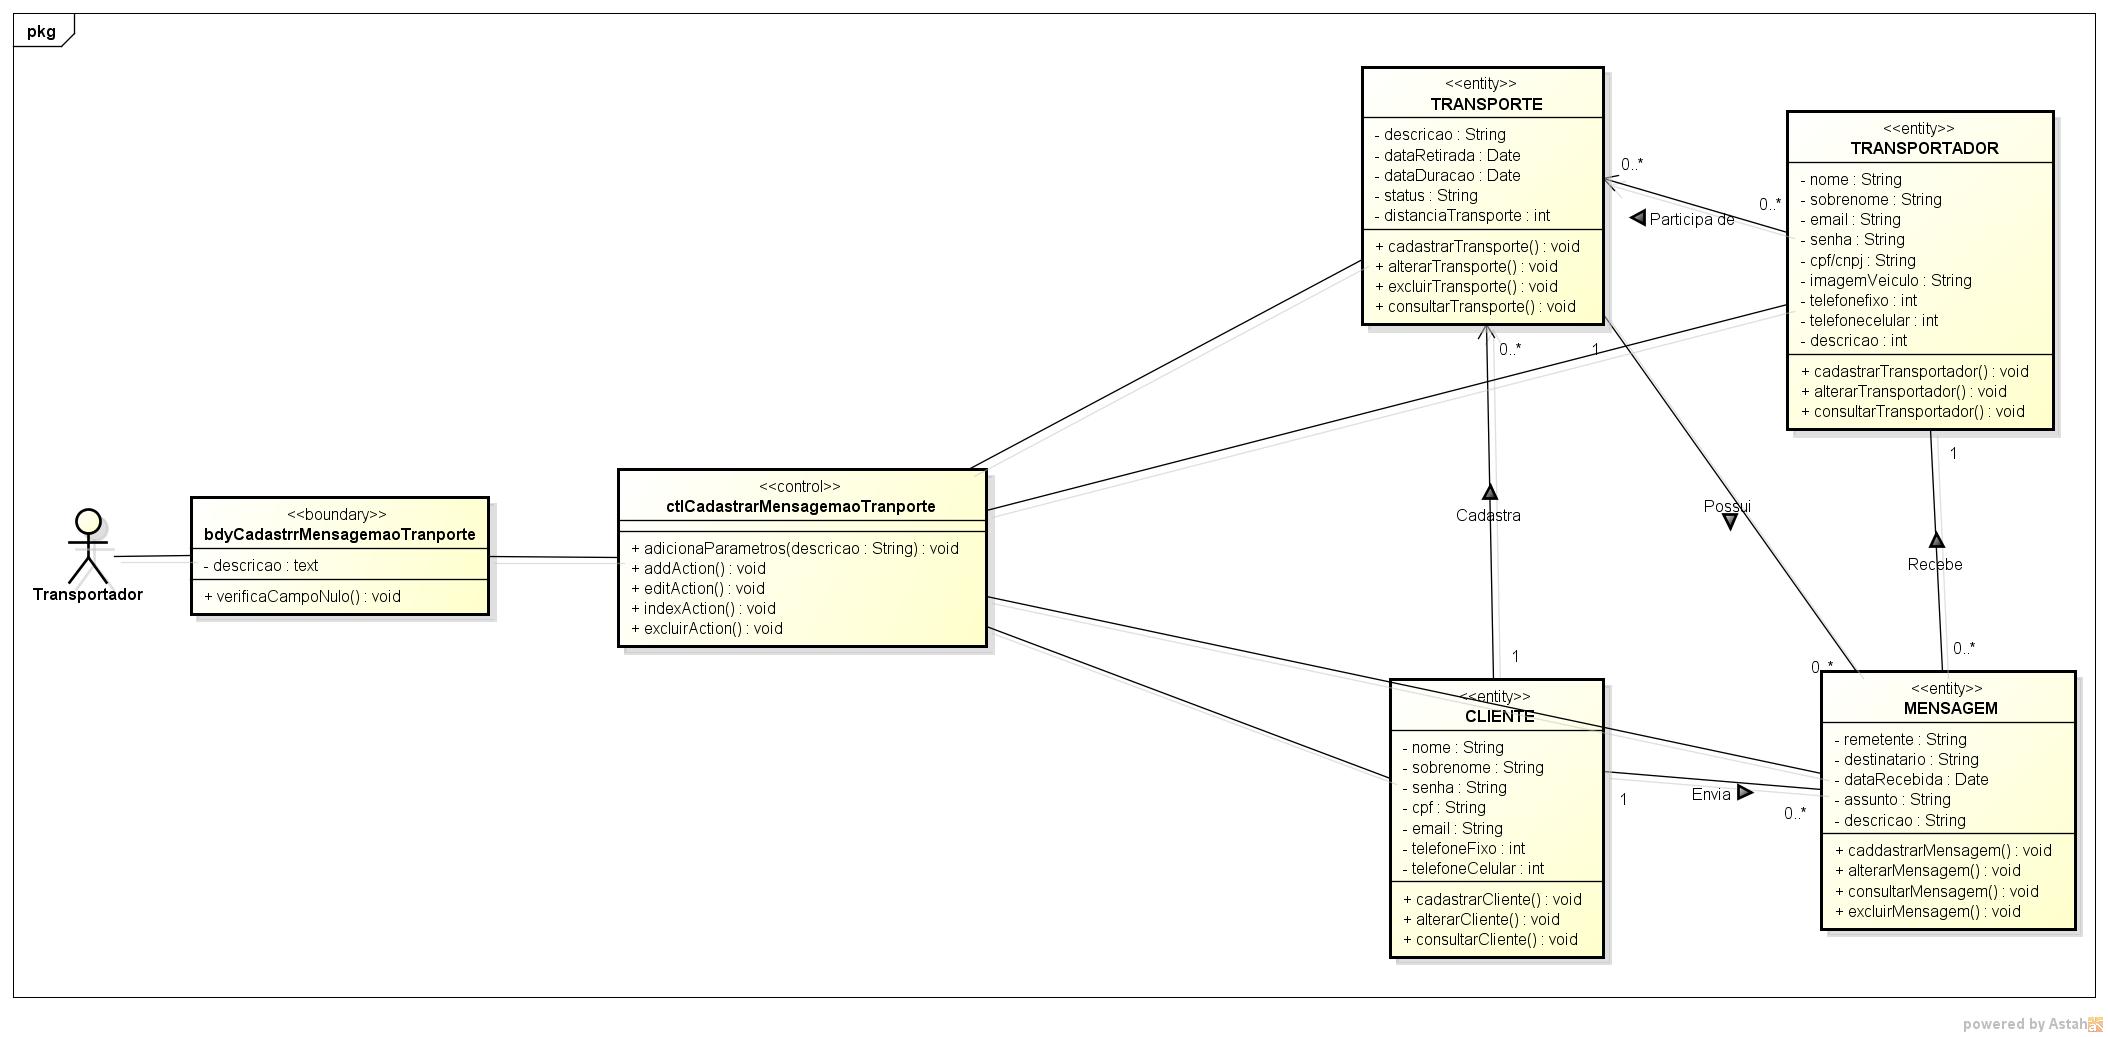 pkg
Transportador
<<boundary>>
bdyCadastrrMensagemaoTranporte
- descricao : text
+ verificaCampoNulo() : void
<<control>>
ctlCadastrarMensagemaoTranporte
+ adicionaParametros(descricao : String) : void
+ addAction() : void
+ editAction() : void
+ indexAction() : void
+ excluirAction() : void
<<entity>>
TRANSPORTE
- descricao : String
- dataRetirada : Date
- dataDuracao : Date
- status : String
- distanciaTransporte : int
+ cadastrarTransporte() : void
+ alterarTransporte() : void
+ excluirTransporte() : void
+ consultarTransporte() : void
0..*
0..*
Participa de
<<entity>>
TRANSPORTADOR
- nome : String
- sobrenome : String
- email : String
- senha : String
- cpf/cnpj : String
- imagemVeiculo : String
- telefonefixo : int
- telefonecelular : int
- descricao : int
+ cadastrarTransportador() : void
+ alterarTransportador() : void
+ consultarTransportador() : void
0..*
1
Cadastra
1
Possui
0..*
1
Recebe
0..*
<<entity>>
CLIENTE
- nome : String
- sobrenome : String
- senha : String
- cpf : String
- email : String
- telefoneFixo : int
- telefoneCelular : int
+ cadastrarCliente() : void
+ alterarCliente() : void
+ consultarCliente() : void
1
Envia
0..*
<<entity>>
MENSAGEM
- remetente : String
- destinatario : String
- dataRecebida : Date
- assunto : String
- descricao : String
+ caddastrarMensagem() : void
+ alterarMensagem() : void
+ consultarMensagem() : void
+ excluirMensagem() : void
powered by Astah